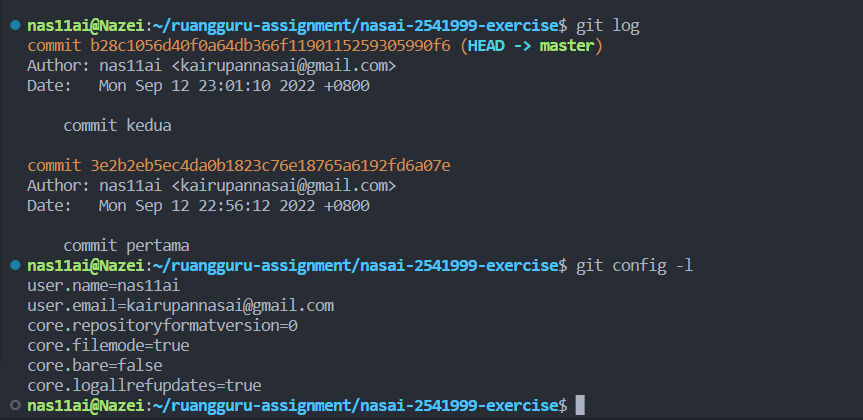 nas11ai@Nazei:~/ruangguru-assignment/nasai-2541999-exercise$ git log
commit b28c1056d40f0a64db366f1190115259305990f6 (HEAD -> master)
Author: nas11ai <kairupannasai@gmail.com>
Date:   Mon Sep 12 23:01:10 2022 +0800
    commit kedua
commit 3e2b2eb5ec4da0b1823c76e18765a6192fd6a07e
Author: nas11ai <kairupannasai@gmail.com>
Date:   Mon Sep 12 22:56:12 2022 +0800
    commit pertama
nas11ai@Nazei:~/ruangguru-assignment/nasai-2541999-exercise$ git config -l
user.name=nas11ai
user.email=kairupannasai@gmail.com
core.repositoryformatversion=0
core.filemode=true
core.bare=false
core.logallrefupdates=true
nas11ai@Nazei:~/ruangguru-assignment/nasai-2541999-exercise$